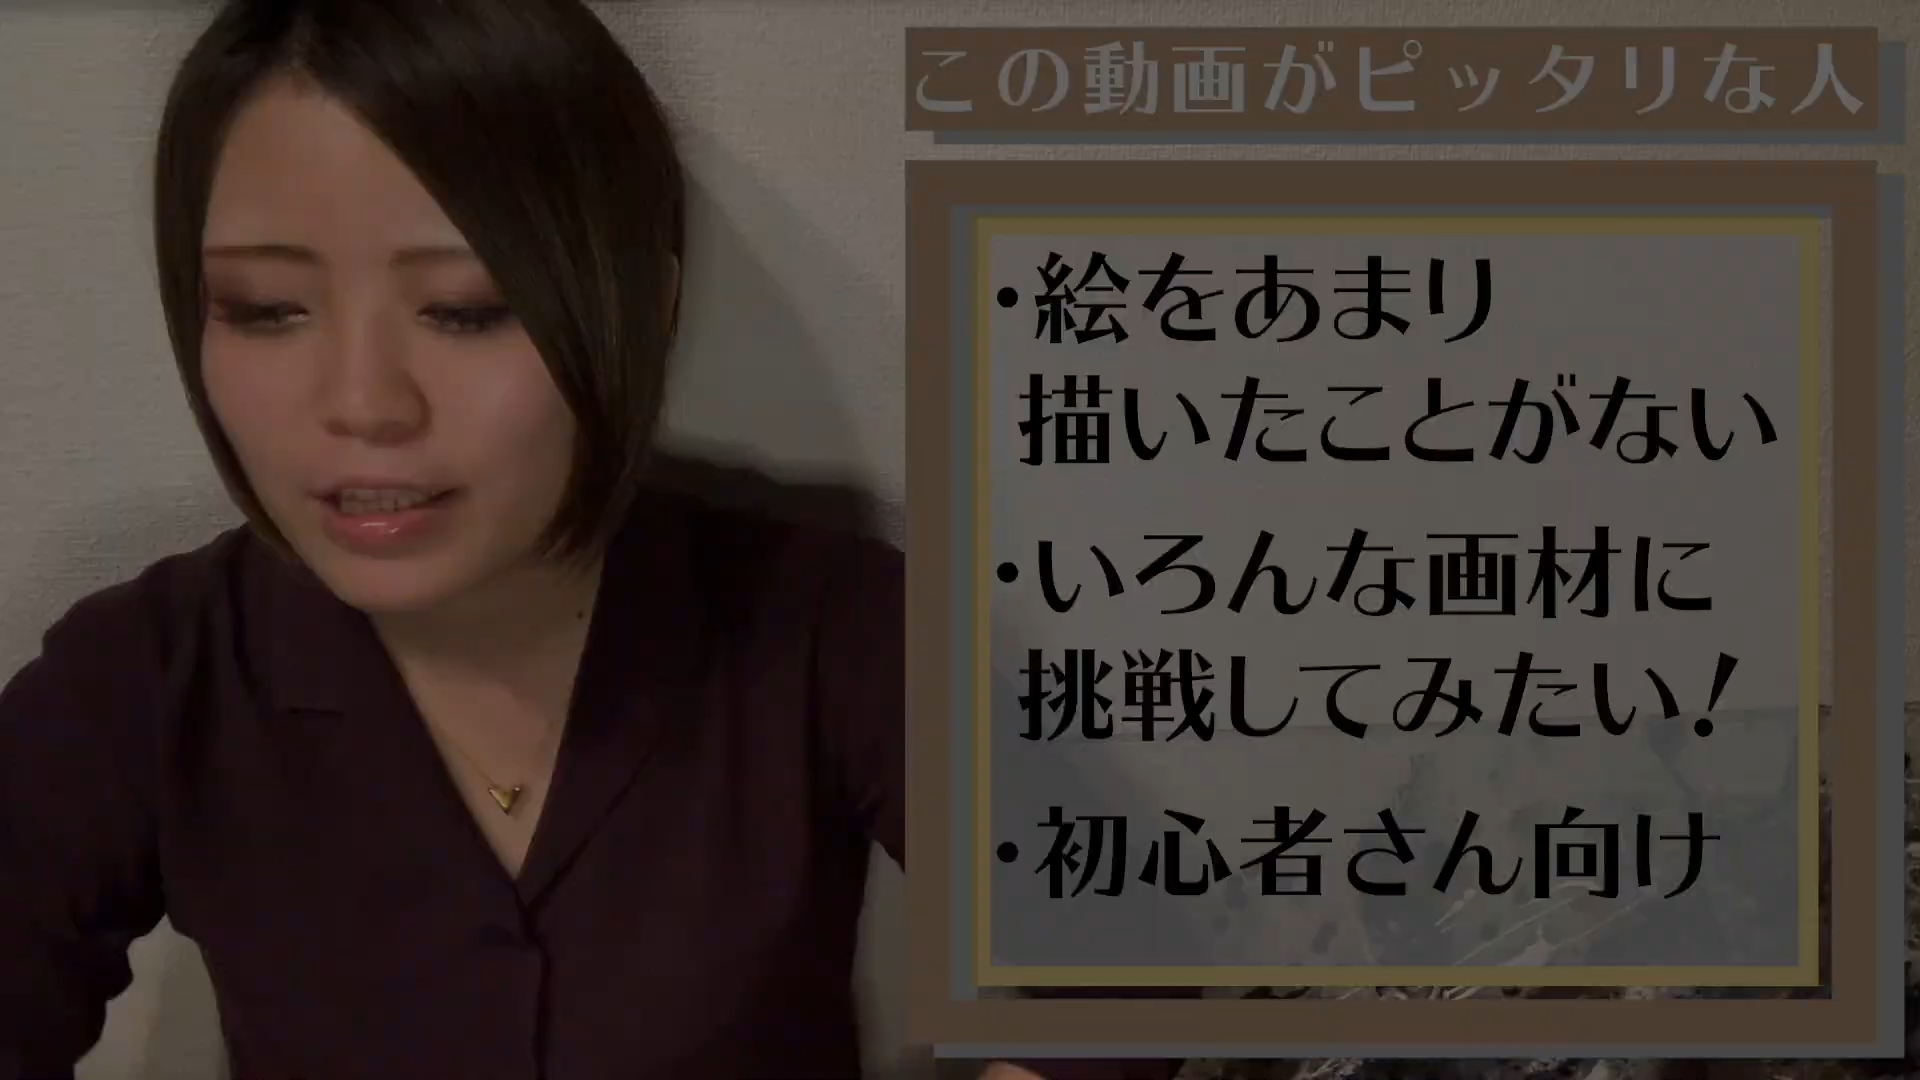 この動画がピッタリな人
・絵をあまり
描いたことがない
・いろんな画材に
挑戦してみたい!
・初心者さん向け